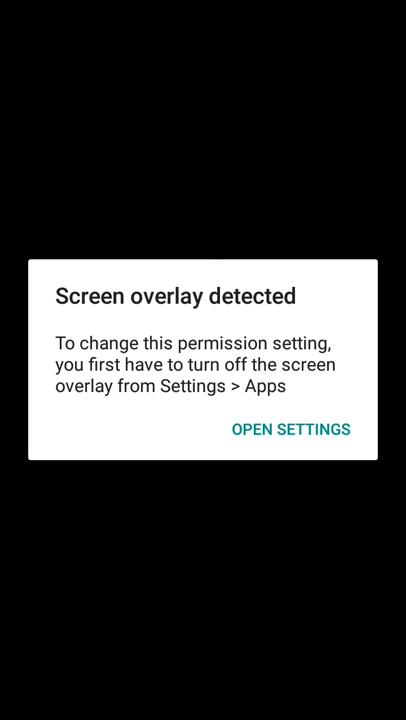 Screen overlay detected
To change this permission setting,
you first have to turn off the screen
overlay from Settings > Apps
OPEN SETTINGS